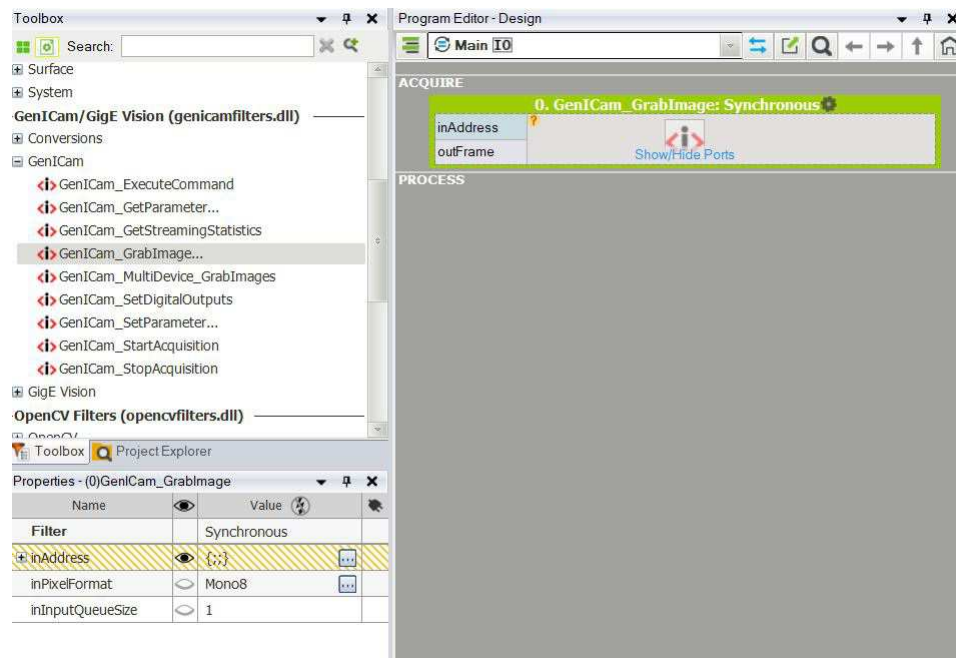 Toolbox
Search:
Surface
System
GenICam/GigE Vision (genicamfilters.dll)
Conversions
GenICam
<i> GenICam_ExecuteCommand
<i> GenICam_GetParameter...
<i> GenICam_GetStreamingStatistics
<i> GenICam_GrabImage...
<i> GenICam_MultiDevice_GrabImages
<i> GenICam_SetDigitalOutputs
<i> GenICam_SetParameter...
<i> GenICam_StartAcquisition
<i> GenICam_StopAcquisition
GigE Vision
OpenCV Filters (opencvfilters.dll)
OpenCV
Toolbox Project Explorer
Properties - (0)GenICam_GrabImage
Name Value
Filter Synchronous
inAddress {;;} ...
inPixelFormat Mono8 ...
inInputQueueSize 1
Program Editor - Design
Main IO
ACQUIRE
0. GenICam_GrabImage: Synchronous
inAddress ?
<i>
outFrame
Show/Hide Ports
PROCESS